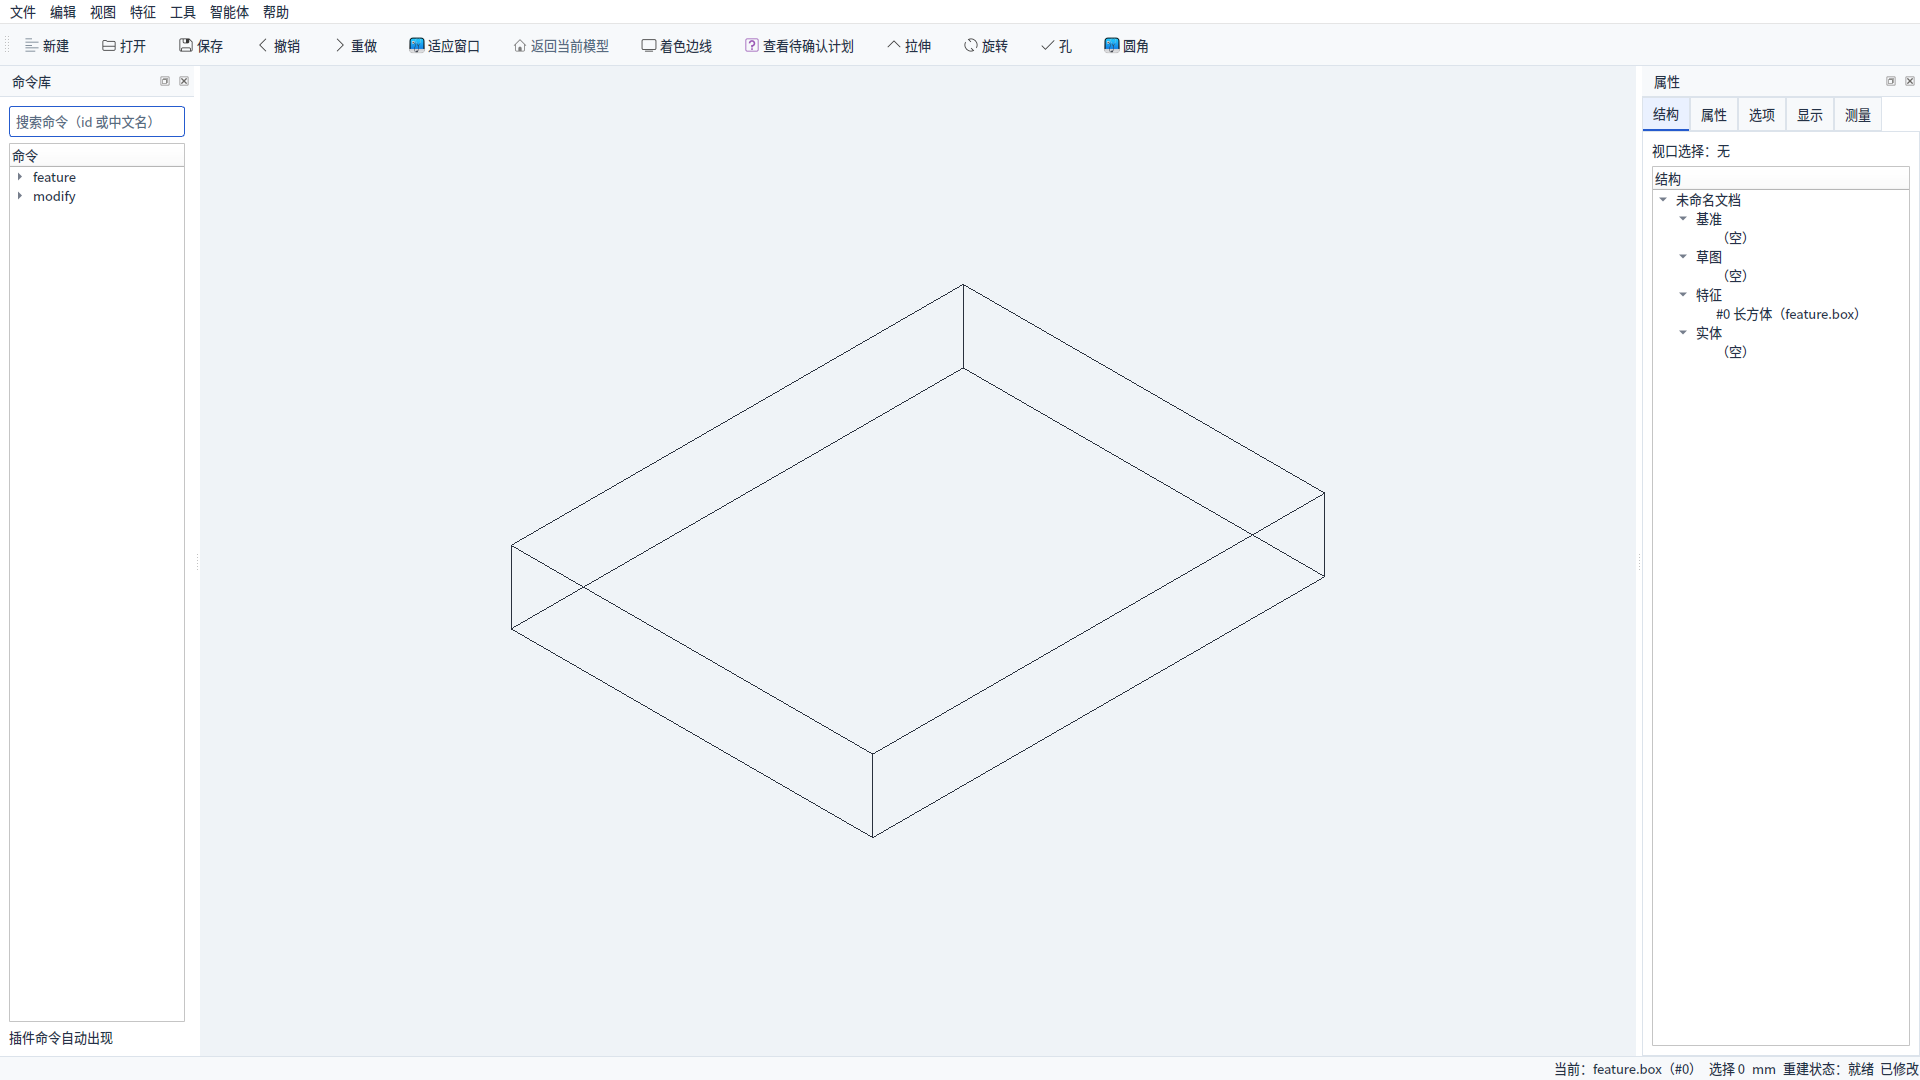 文件 编辑 视图 特征 工具 智能体 帮助
新建 打开 保存 撤销 重做 适应窗口 返回当前模型 着色边线 查看待确认计划 拉伸 旋转 孔 圆角
命令库
搜索命令（id 或中文名）
命令
feature
modify
插件命令自动出现
属性
结构 属性 选项 显示 测量
视口选择：无
结构
未命名文档
基准
（空）
草图
（空）
特征
#0 长方体（feature.box）
实体
（空）
当前：feature.box（#0） 选择 0 mm 重建状态：就绪 已修改